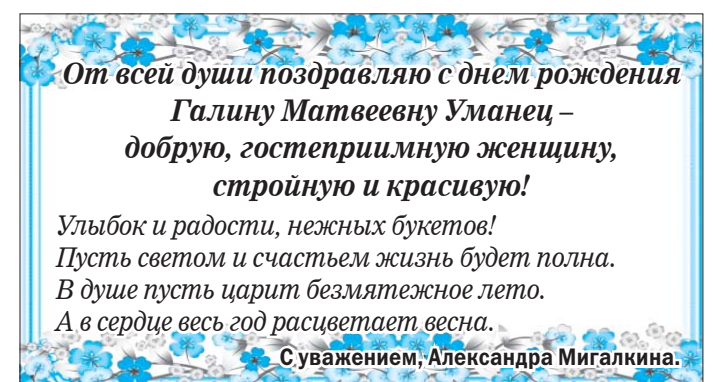 От всей души поздравляю с днем рождения
Галину Матвеевну Уманец –
добрую, гостеприимную женщину,
стройную и красивую!
Улыбок и радости, нежных букетов!
Пусть светом и счастьем жизнь будет полна.
В душе пусть царит безмятежное лето.
А в сердце весь год расцветает весна.
С уважением, Александра Мигалкина.